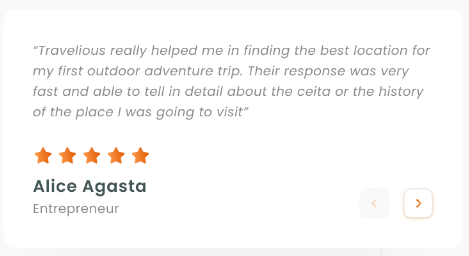 “Travelious really helped me in finding the best location for
my first outdoor adventure trip. Their response was very
fast and able to tell in detail about the ceita or the history
of the place I was going to visit”
Alice Agasta
Entrepreneur